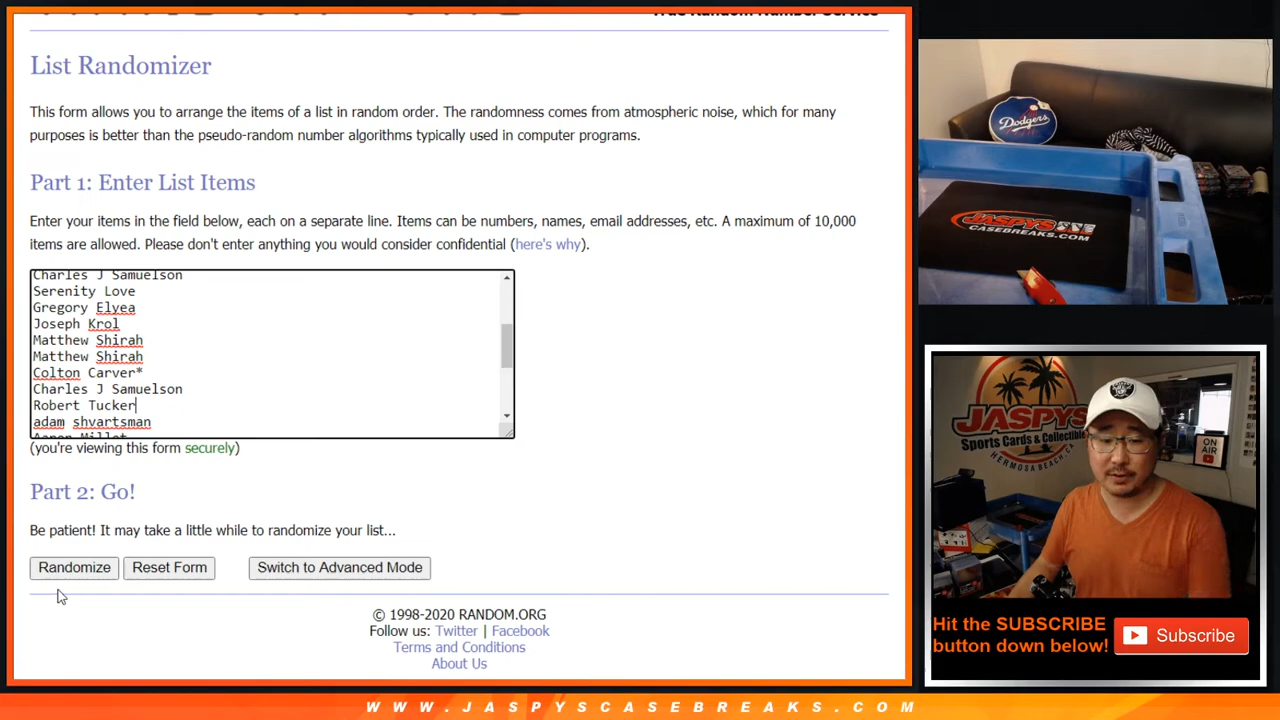 True Random Number Service
List Randomizer
This form allows you to arrange the items of a list in random order. The randomness comes from atmospheric noise, which for many
purposes is better than the pseudo-random number algorithms typically used in computer programs.
Part 1: Enter List Items
Enter your items in the field below, each on a separate line. Items can be numbers, names, email addresses, etc. A maximum of 10,000
items are allowed. Please don't enter anything you would consider confidential (here's why).
Charles J Samuelson
Serenity Love
Gregory Elyea
Joseph Krol
Matthew Shirah
Matthew Shirah
Colton Carver*
Charles J Samuelson
Robert Tucker
adam shvartsman
Aaron Millet
(you're viewing this form securely)
Part 2: Go!
Be patient! It may take a little while to randomize your list...
Randomize
Reset Form
Switch to Advanced Mode
© 1998-2020 RANDOM.ORG
Follow us: Twitter | Facebook
Terms and Conditions
About Us
Dodgers
JASPYS
CASEBREAKS.COM
JASPYS
Sports Cards & Collectibles
HERMOSA BEACH CA
ON AIR
Hit the SUBSCRIBE
button down below!
Subscribe
WWW.JASPYSCASEBREAKS.COM